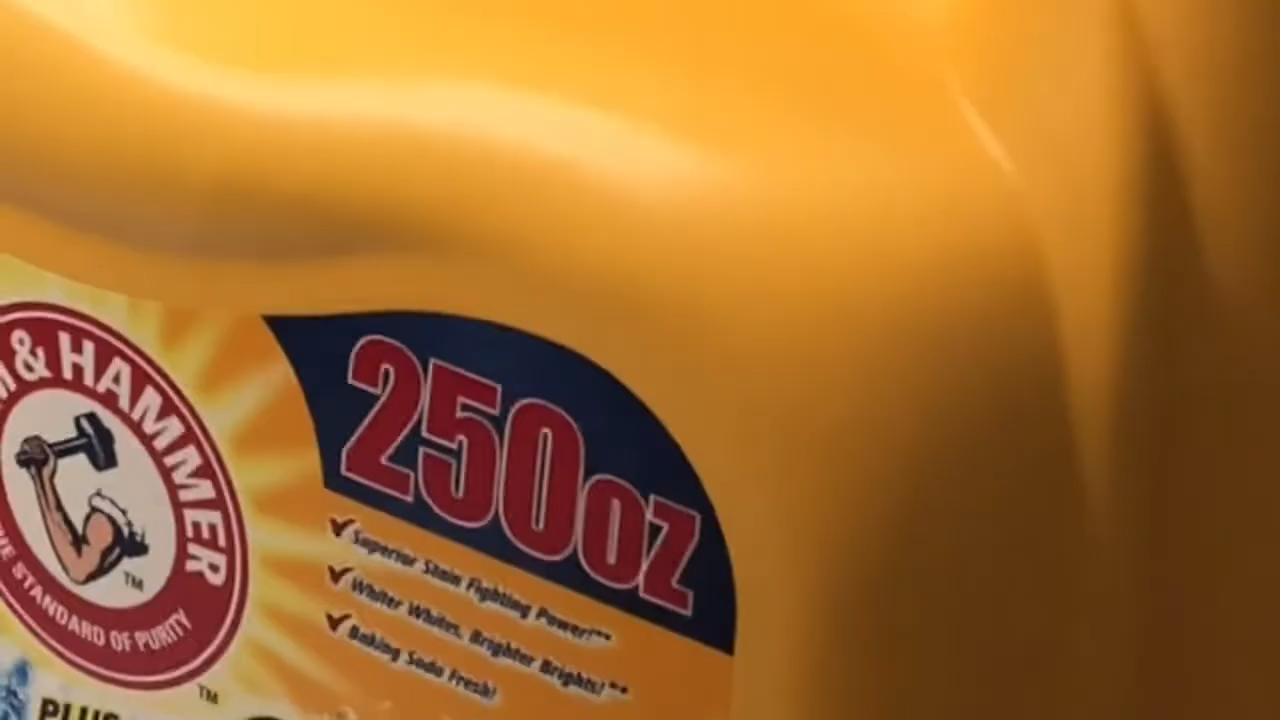 M & HAMMER
THE STANDARD OF PURITY
TM
TM
250oz
Superior Stain Fighting Power!**
Whiter Whites, Brighter Brights!**
Baking Soda Fresh!
PLUS